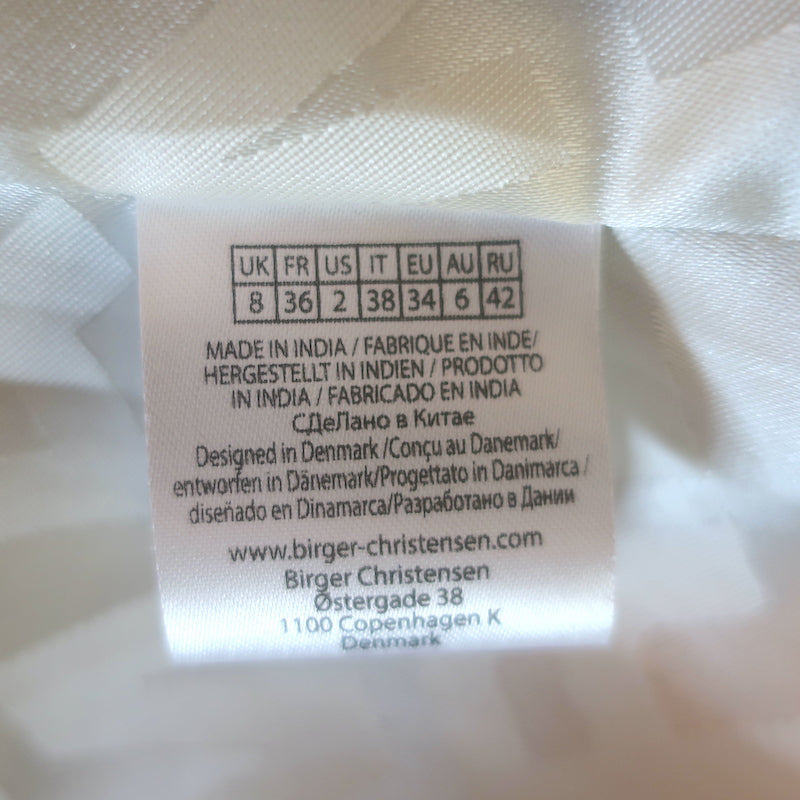 UK FR US IT EU AU RU
8 36 2 38 34 6 42
MADE IN INDIA / FABRIQUE EN INDE/
HERGESTELLT IN INDIEN / PRODOTTO
IN INDIA / FABRICADO EN INDIA
СДеЛано в Китае
Designed in Denmark /Conçu au Danemark/
entworfen in Dänemark/Progettato in Danimarca /
diseñado en Dinamarca/Разработано в Дании
www.birger-christensen.com
Birger Christensen
Østergade 38
1100 Copenhagen K
Denmark